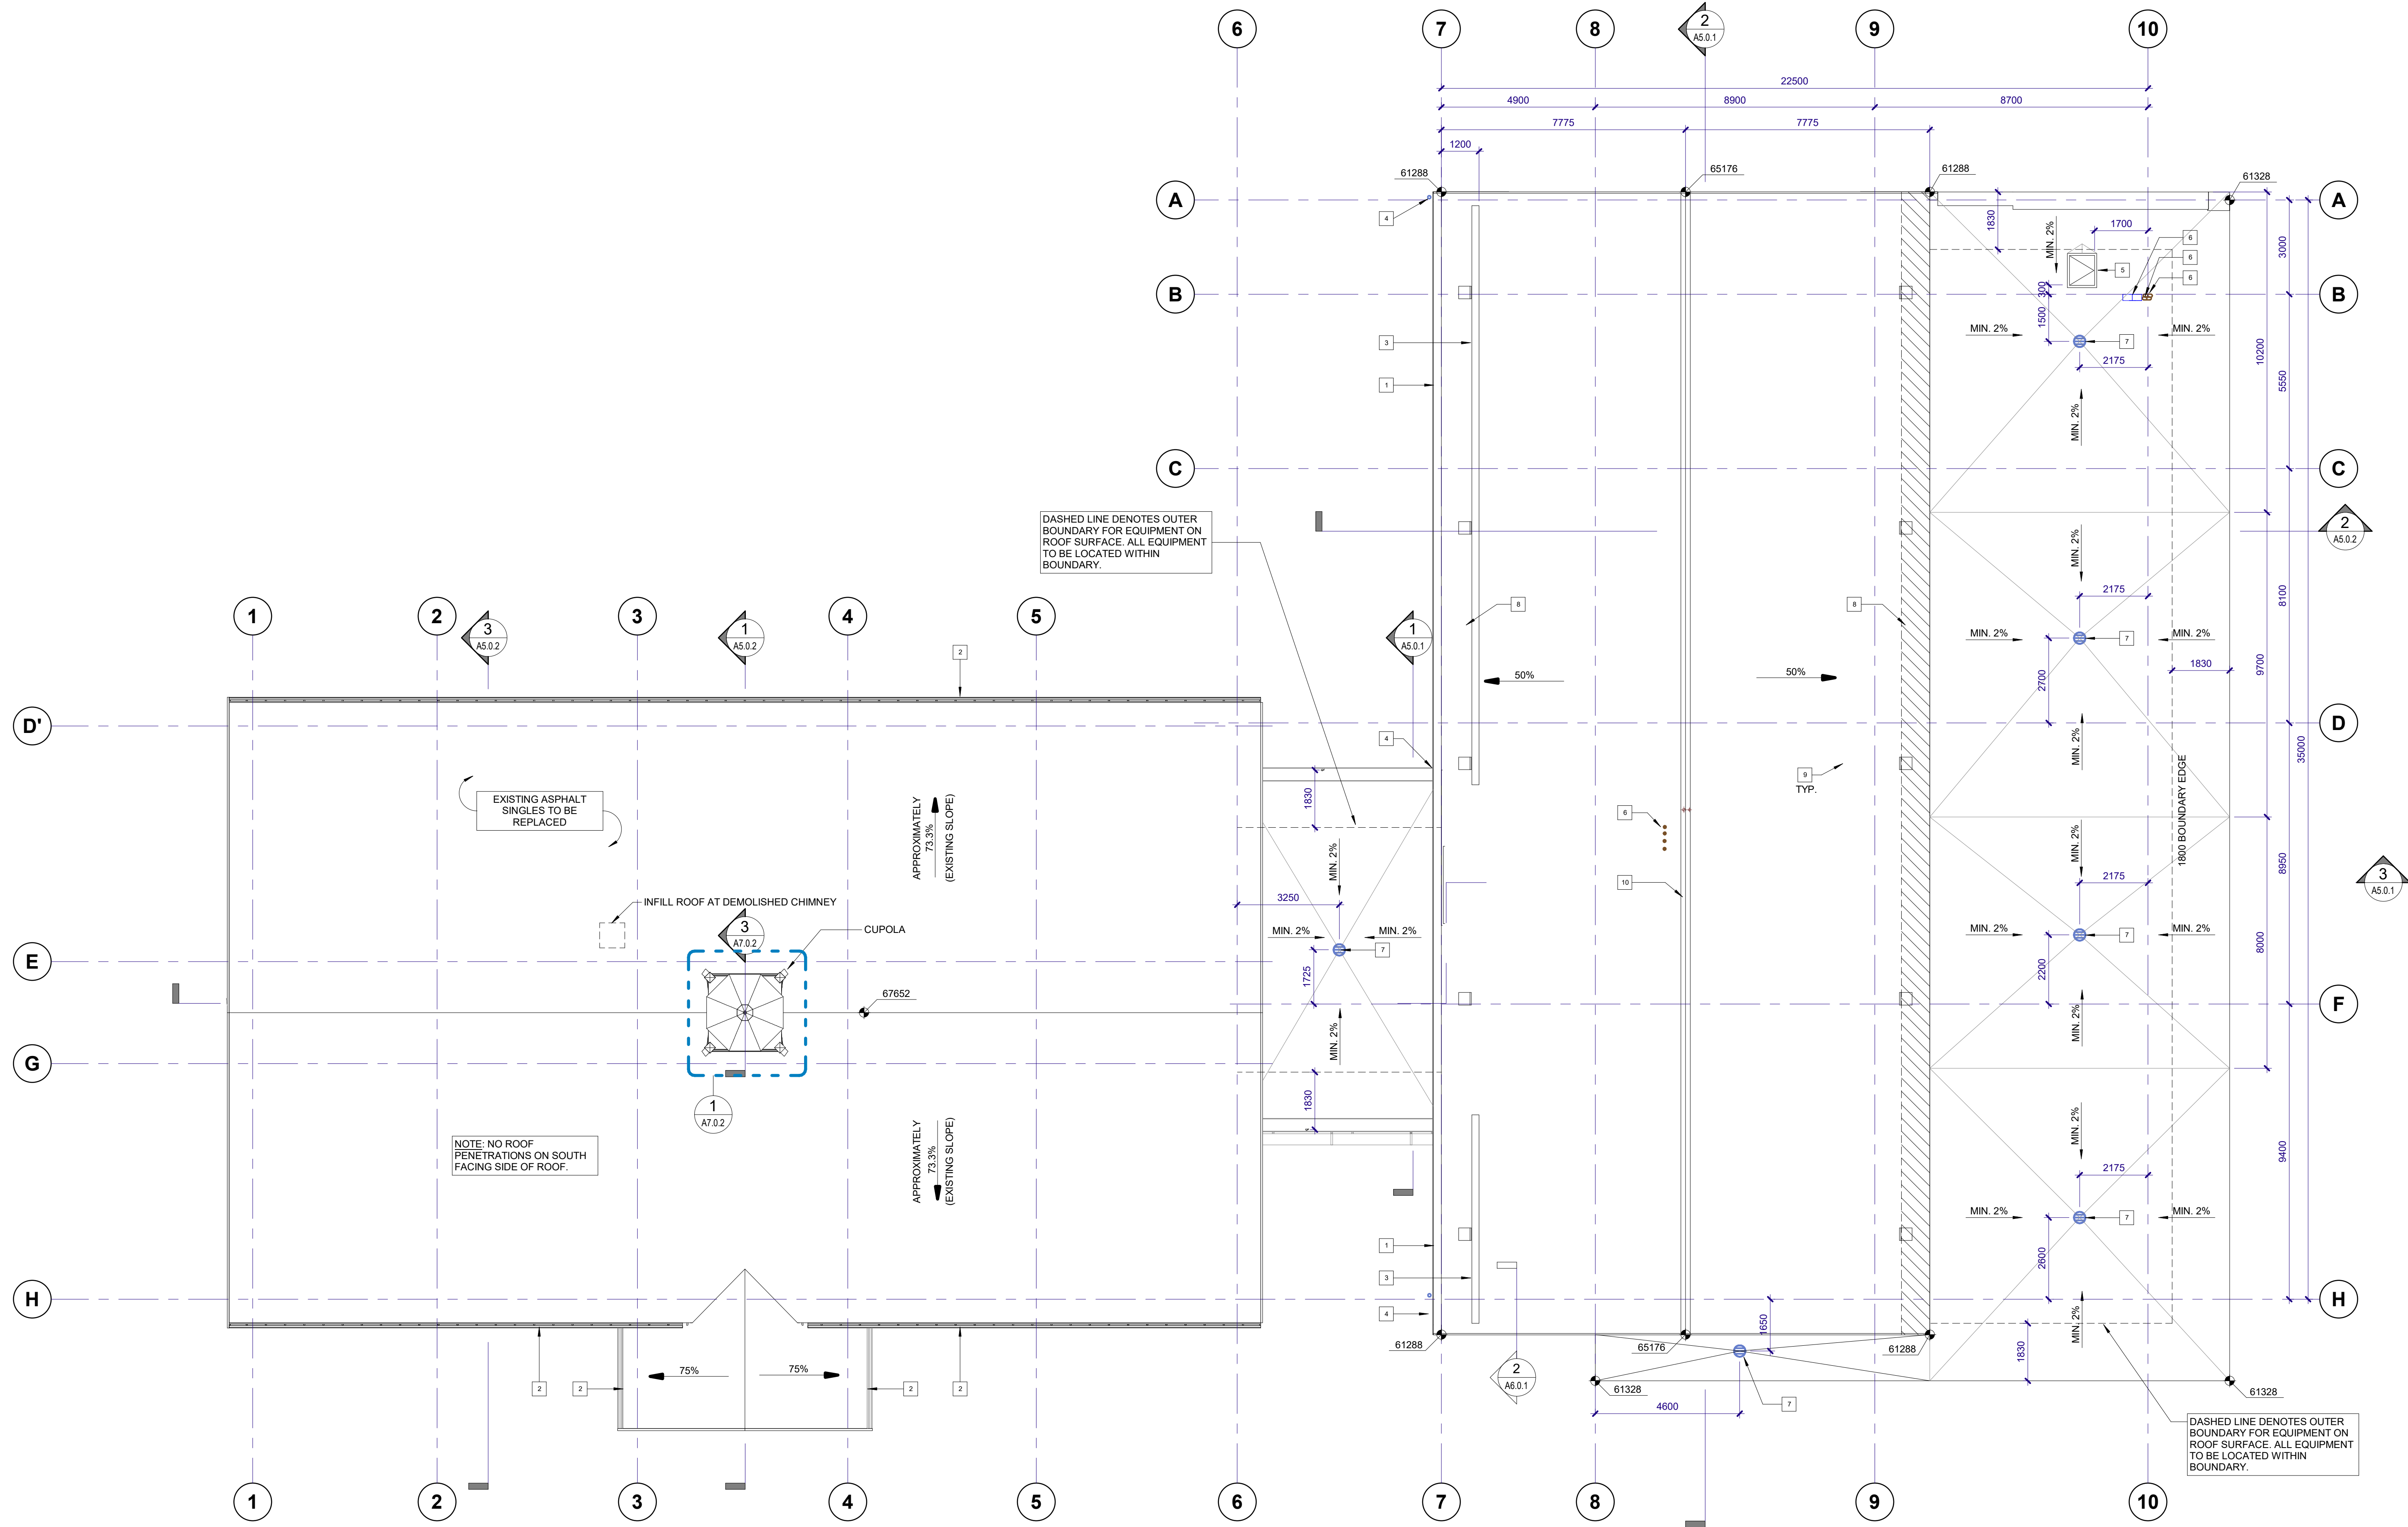 6
7
8
9
10
2
A5.0.1
22500
4900
8900
8700
7775
7775
1200
61288
65176
61288
61328
A
A
4
1830
MIN. 2%
1700
6
6
6
5
3000
B
B
300
1500
3
MIN. 2%
MIN. 2%
7
2175
10200
5550
1
MIN. 2%
C
C
DASHED LINE DENOTES OUTER
BOUNDARY FOR EQUIPMENT ON
ROOF SURFACE. ALL EQUIPMENT
TO BE LOCATED WITHIN
BOUNDARY.
2
A5.0.2
MIN. 2%
2175
8100
8
8
1
2
3
4
5
3
A5.0.2
1
A5.0.2
1
A5.0.1
2
MIN. 2%
MIN. 2%
7
1830
9700
2700
50%
50%
D'
D
4
MIN. 2%
35000
9
TYP.
1830
EXISTING ASPHALT
SINGLES TO BE
REPLACED
APPROXIMATELY
73.3%
(EXISTING SLOPE)
6
1800 BOUNDARY EDGE
MIN. 2%
MIN. 2%
2175
8950
3
A5.0.1
10
3250
INFILL ROOF AT DEMOLISHED CHIMNEY
3
A7.0.2
CUPOLA
MIN. 2%
MIN. 2%
7
MIN. 2%
MIN. 2%
7
8000
2200
1725
E
67652
F
MIN. 2%
MIN. 2%
G
1
A7.0.2
1830
NOTE: NO ROOF
PENETRATIONS ON SOUTH
FACING SIDE OF ROOF.
APPROXIMATELY
73.3%
(EXISTING SLOPE)
MIN. 2%
2175
9400
MIN. 2%
MIN. 2%
7
1
2600
3
H
H
4
1650
MIN. 2%
61288
65176
61288
1830
75%
75%
2
2
2
2
2
A6.0.1
61328
61328
4600
7
DASHED LINE DENOTES OUTER
BOUNDARY FOR EQUIPMENT ON
ROOF SURFACE. ALL EQUIPMENT
TO BE LOCATED WITHIN
BOUNDARY.
1
2
3
4
5
6
7
8
9
10